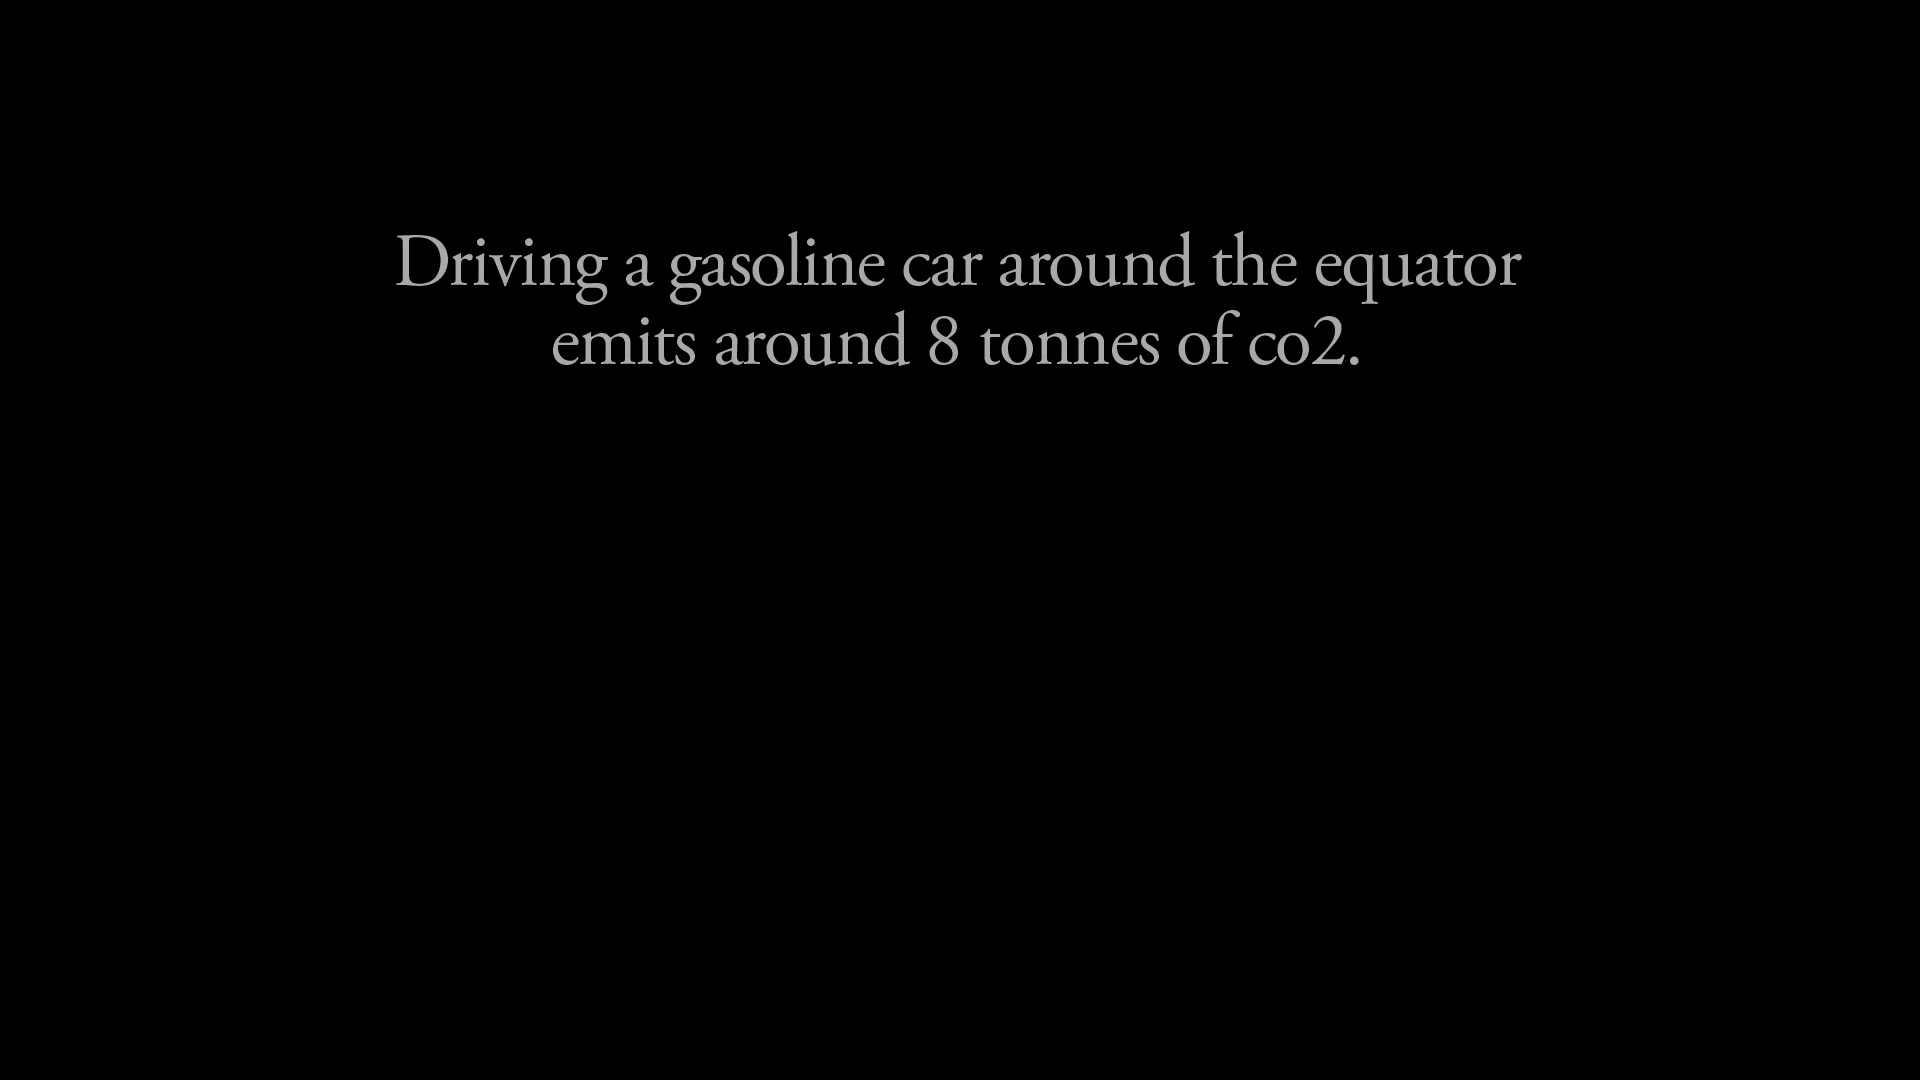 Driving a gasoline car around the equator
emits around 8 tonnes of co2.